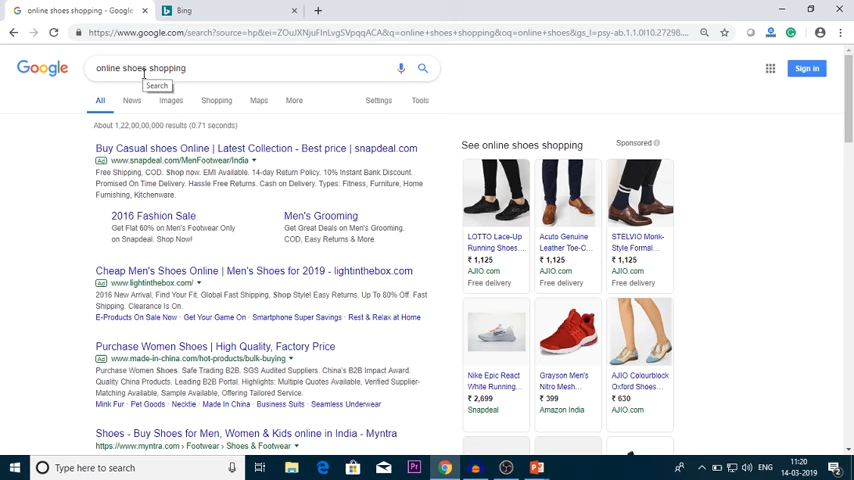 online shoes shopping - Google S
Bing
https://www.google.com/search?source=hp&ei=ZOuJXNjuFInLvgSVpqACA&q=online+shoes+shopping&oq=online+shoes&gs_l=psy-ab.1.1.0l10.27298....
Google
online shoes shopping
Search
Sign in
All
News
Images
Shopping
Maps
More
Settings
Tools
About 1,22,00,00,000 results (0.71 seconds)
Buy Casual shoes Online | Latest Collection - Best price | snapdeal.com
Ad www.snapdeal.com/MenFootwear/India
Free Shipping, COD. Shop now. EMI Available. 14-day Return Policy. 10% Instant Bank Discount.
Promised On Time Delivery. Hassle Free Returns. Cash on Delivery. Types: Fitness, Furniture, Home
Furnishing, Kitchenware.
2016 Fashion Sale
Get Flat 60% on Men's Footwear Only
on Snapdeal. Shop Now!
Men's Grooming
Get Great Deals on Men's Grooming.
COD, Easy Returns & More.
Cheap Men's Shoes Online | Men's Shoes for 2019 - lightinthebox.com
Ad www.lightinthebox.com/
2016 New Arrival, Find Your Fit. Global Fast Shipping, Shop Style! Easy Returns. Up To 80% Off. Fast
Shipping. Clearance Is On.
E-Products On Sale Now · Get Your Game On · Smartphone Super Savings · Rest & Relax at Home
Purchase Women Shoes | High Quality, Factory Price
Ad www.made-in-china.com/hot-products/bulk-buying
Purchase Women Shoes. Safe Trading B2B. SGS Audited Suppliers. China's B2B Impact Award.
Quality China Products. Leading B2B Portal. Highlights: Multiple Quotes Available, Verified Supplier-
Matching Available, Sample Available, Offering Tailored Service.
Mink Fur · Pet Goods · Necktie · Made In China · Business Suits · Seamless Underwear
Shoes - Buy Shoes for Men, Women & Kids online in India - Myntra
https://www.myntra.com › Footwear › Shoes & Footwear
See online shoes shopping
Sponsored
LOTTO Lace-Up
Running Shoes...
₹ 1,125
AJIO.com
Free delivery
Acuto Genuine
Leather Toe-C...
₹ 1,125
AJIO.com
Free delivery
STELVIO Monk-
Style Formal...
₹ 1,125
AJIO.com
Free delivery
Nike Epic React
White Running...
₹ 2,699
Snapdeal
Grayson Men's
Nitro Mesh...
₹ 399
Amazon India
AJIO Colourblock
Oxford Shoes...
₹ 630
AJIO.com
Type here to search
Pr
ENG
11:20
14-03-2019
2